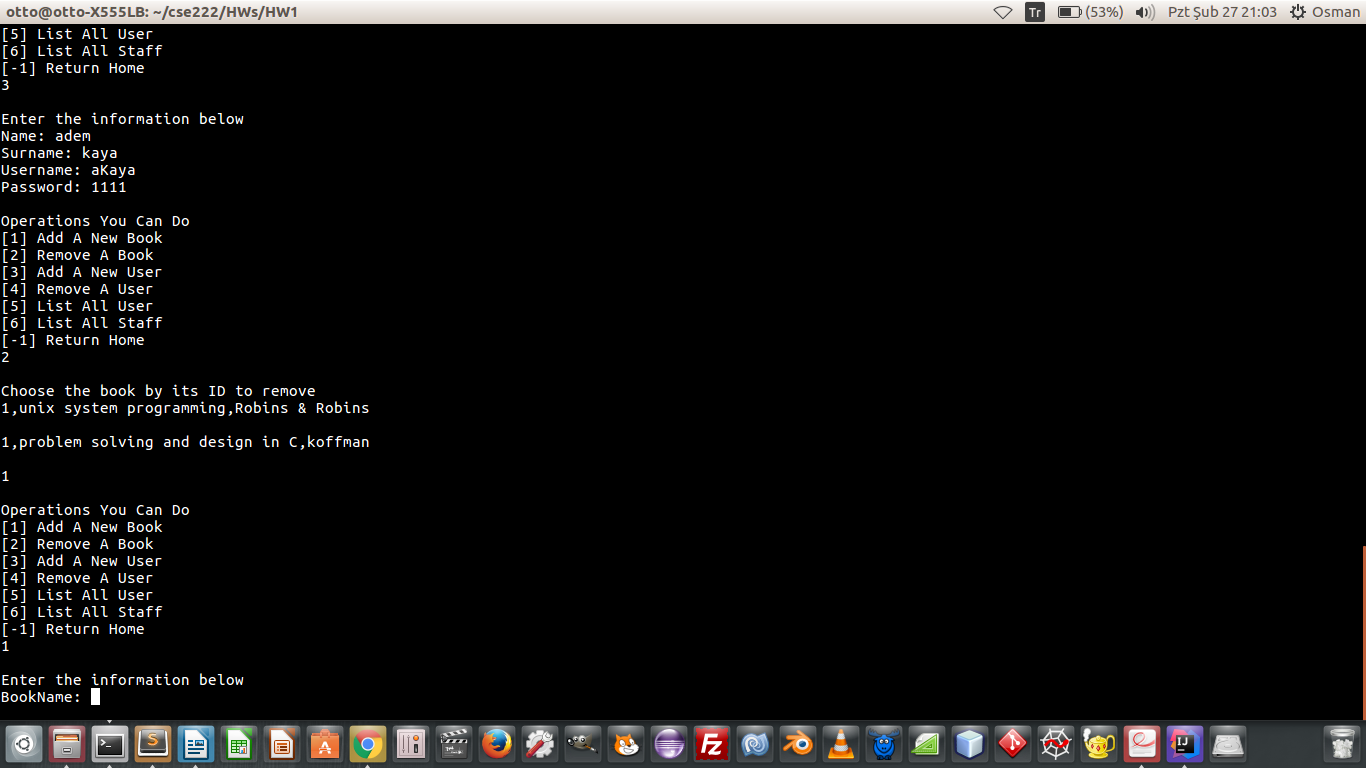 otto@otto-X555LB: ~/cse222/HWs/HW1
Tr
(53%)
Pzt Şub 27 21:03
Osman
[5] List All User
[6] List All Staff
[-1] Return Home
3
Enter the information below
Name: adem
Surname: kaya
Username: aKaya
Password: 1111
Operations You Can Do
[1] Add A New Book
[2] Remove A Book
[3] Add A New User
[4] Remove A User
[5] List All User
[6] List All Staff
[-1] Return Home
2
Choose the book by its ID to remove
1,unix system programming,Robins & Robins
1,problem solving and design in C,koffman
1
Operations You Can Do
[1] Add A New Book
[2] Remove A Book
[3] Add A New User
[4] Remove A User
[5] List All User
[6] List All Staff
[-1] Return Home
1
Enter the information below
BookName:
>_
S
A
FZ
IJ